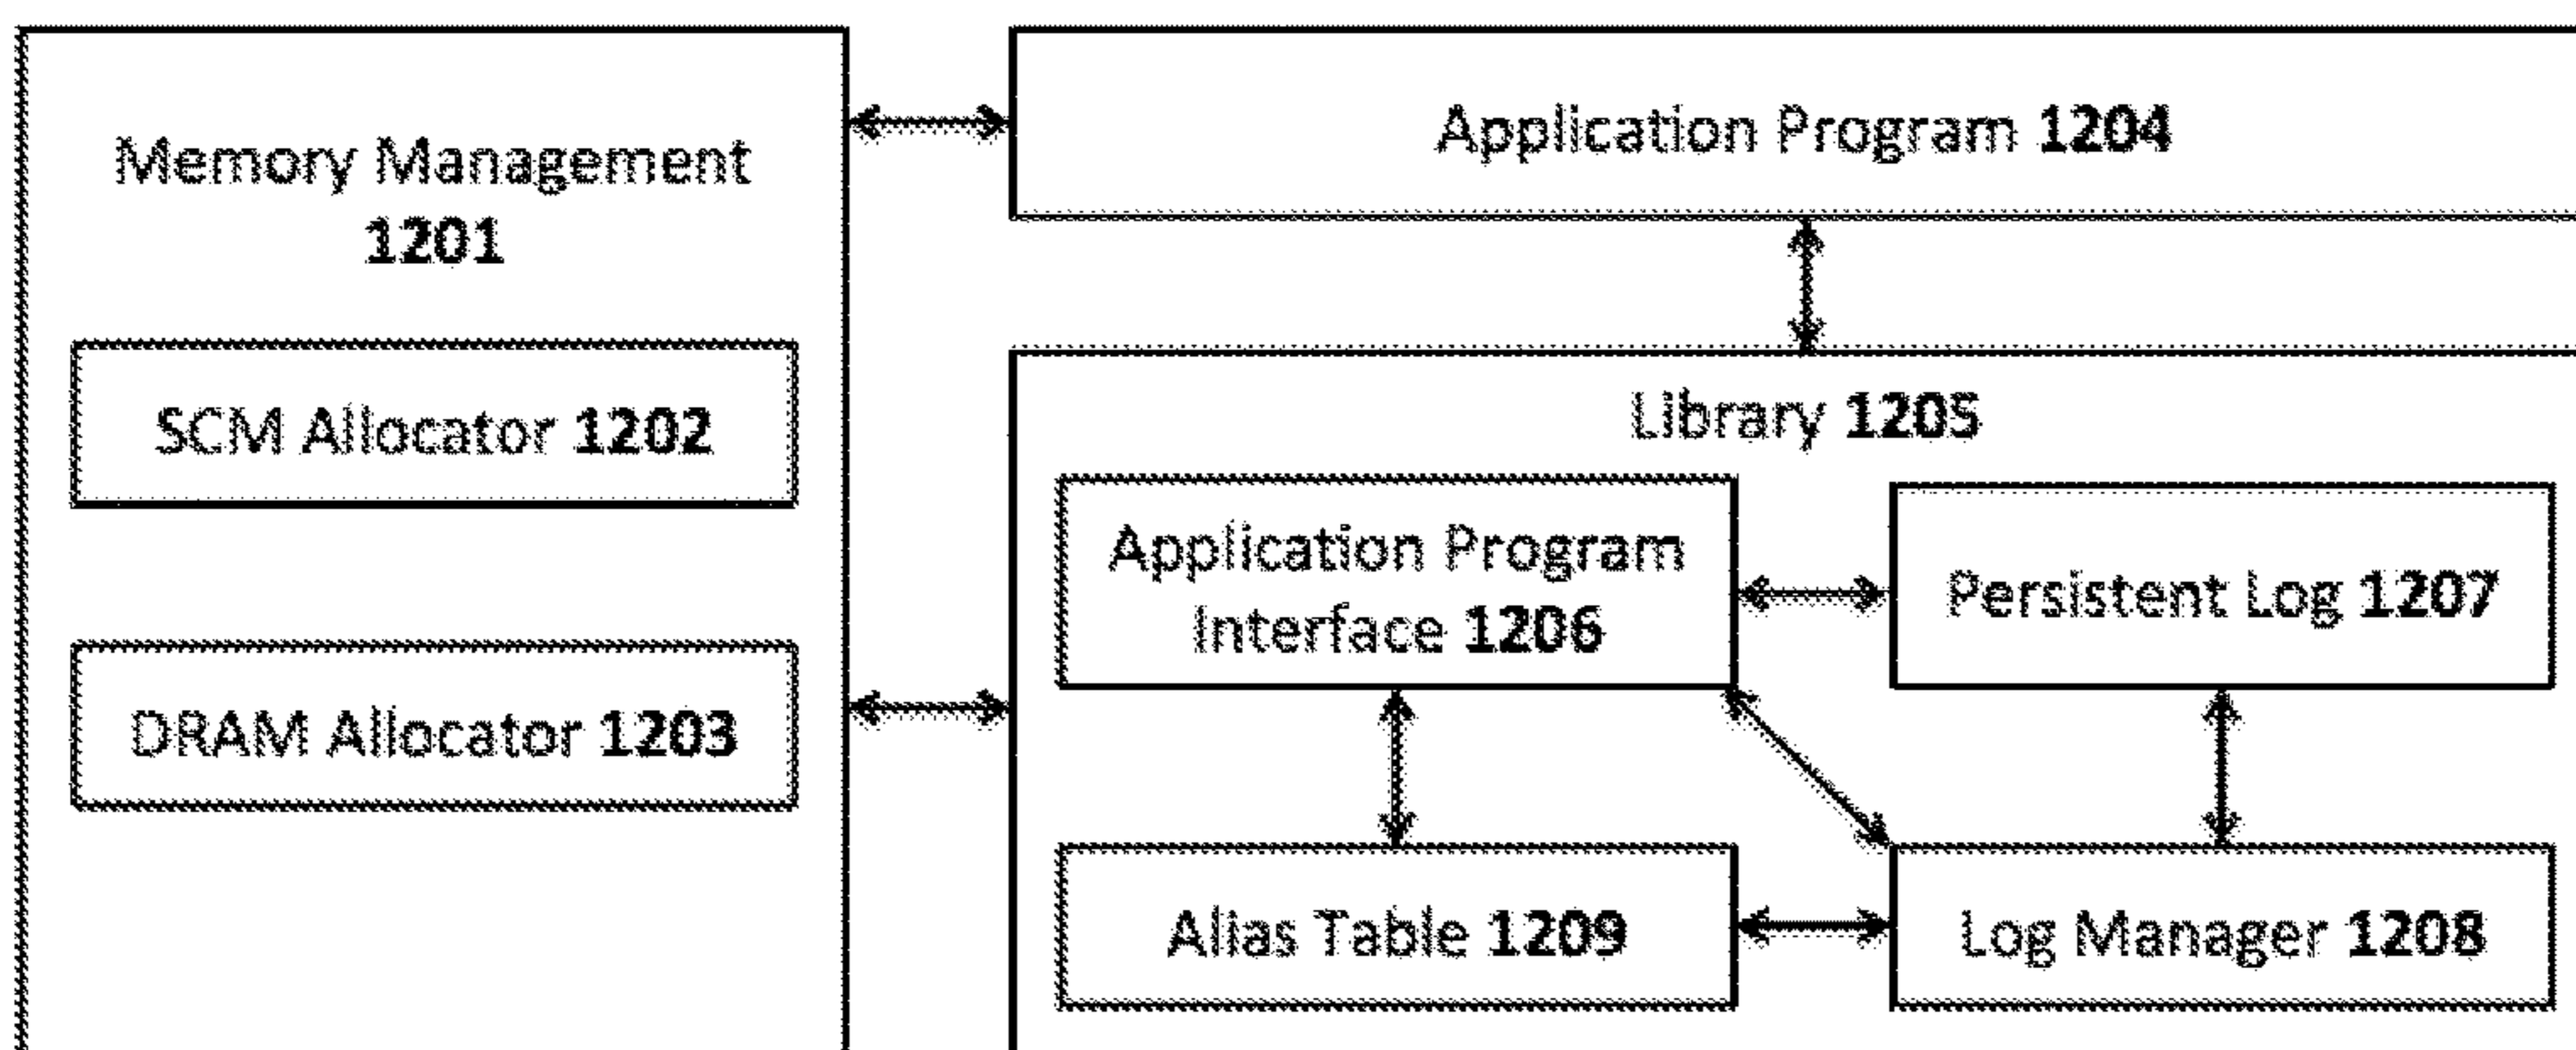 Memory Management
1201
SCM Allocator 1202
DRAM Allocator 1203
Application Program 1204
Library 1205
Application Program
Interface 1206
Persistent Log 1207
Alias Table 1209
Log Manager 1208